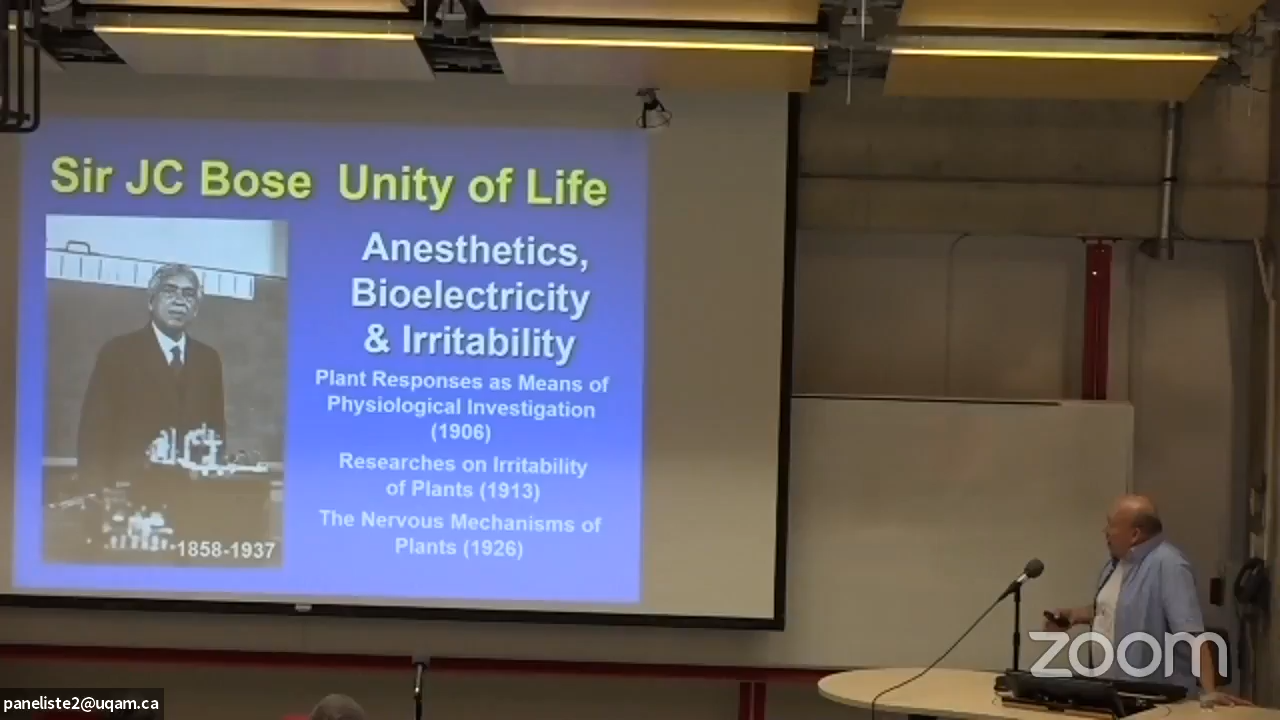 Sir JC Bose Unity of Life
Anesthetics,
Bioelectricity
& Irritability
Plant Responses as Means of
Physiological Investigation
(1906)
Researches on Irritability
of Plants (1913)
The Nervous Mechanisms of
Plants (1926)
1858-1937
zoom
paneliste2@uqam.ca